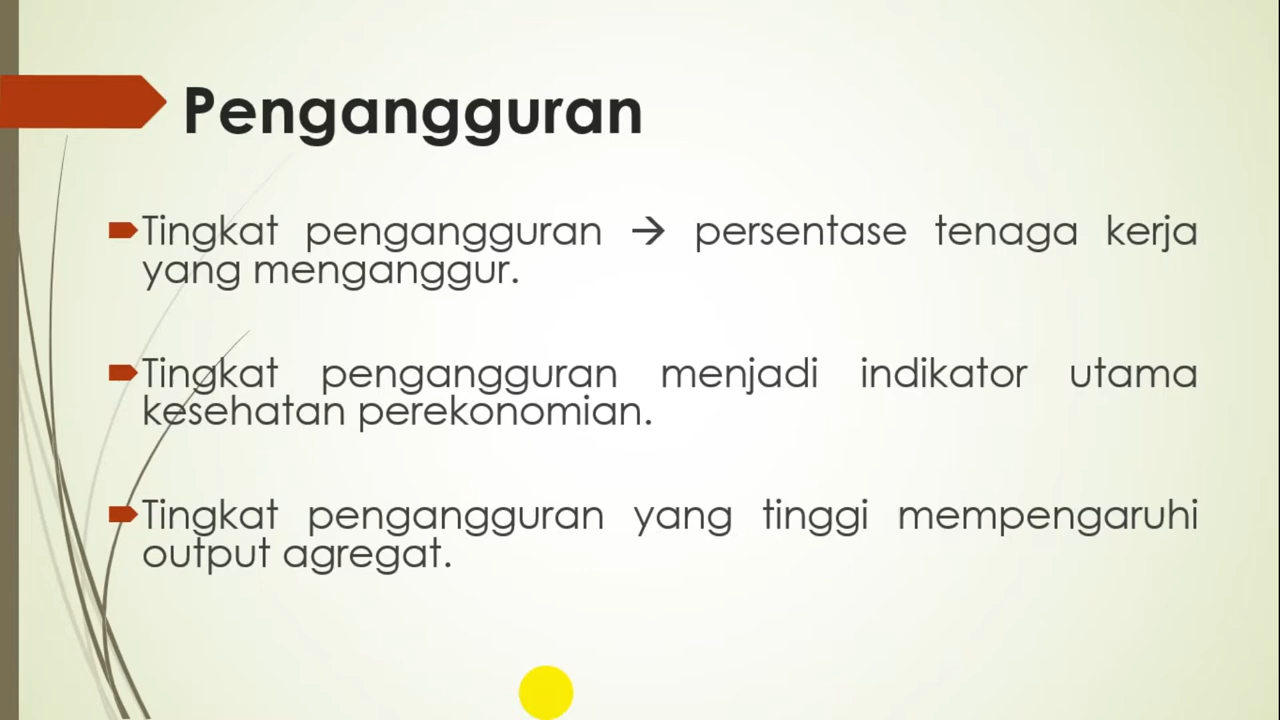 Pengangguran
Tingkat pengangguran → persentase tenaga kerja
yang menganggur.
Tingkat pengangguran menjadi indikator utama
kesehatan perekonomian.
Tingkat pengangguran yang tinggi mempengaruhi
output agregat.